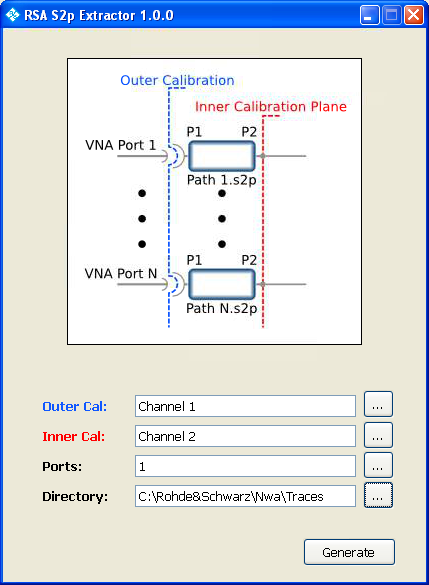 RSA S2p Extractor 1.0.0
Outer Calibration
Inner Calibration Plane
P1 P2
VNA Port 1
Path 1.s2p
P1 P2
VNA Port N
Path N.s2p
Outer Cal: Channel 1 ...
Inner Cal: Channel 2 ...
Ports: 1 ...
Directory: C:\Rohde&Schwarz\Nwa\Traces ...
Generate